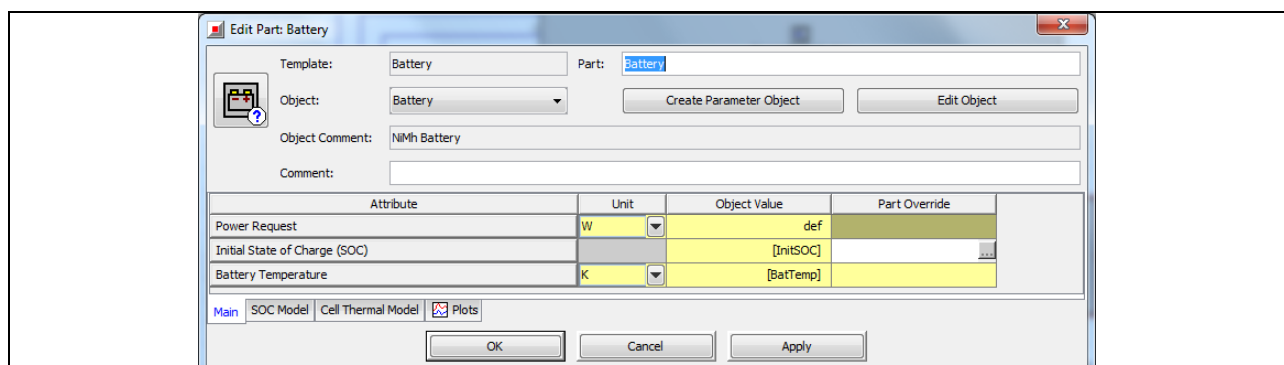 Edit Part: Battery
Template: Battery Part: Battery
Object: Battery Create Parameter Object Edit Object
Object Comment: NiMh Battery
Comment:
Attribute Unit Object Value Part Override
Power Request W def
Initial State of Charge (SOC) [InitSOC] ...
Battery Temperature K [BatTemp]
Main SOC Model Cell Thermal Model Plots
OK Cancel Apply